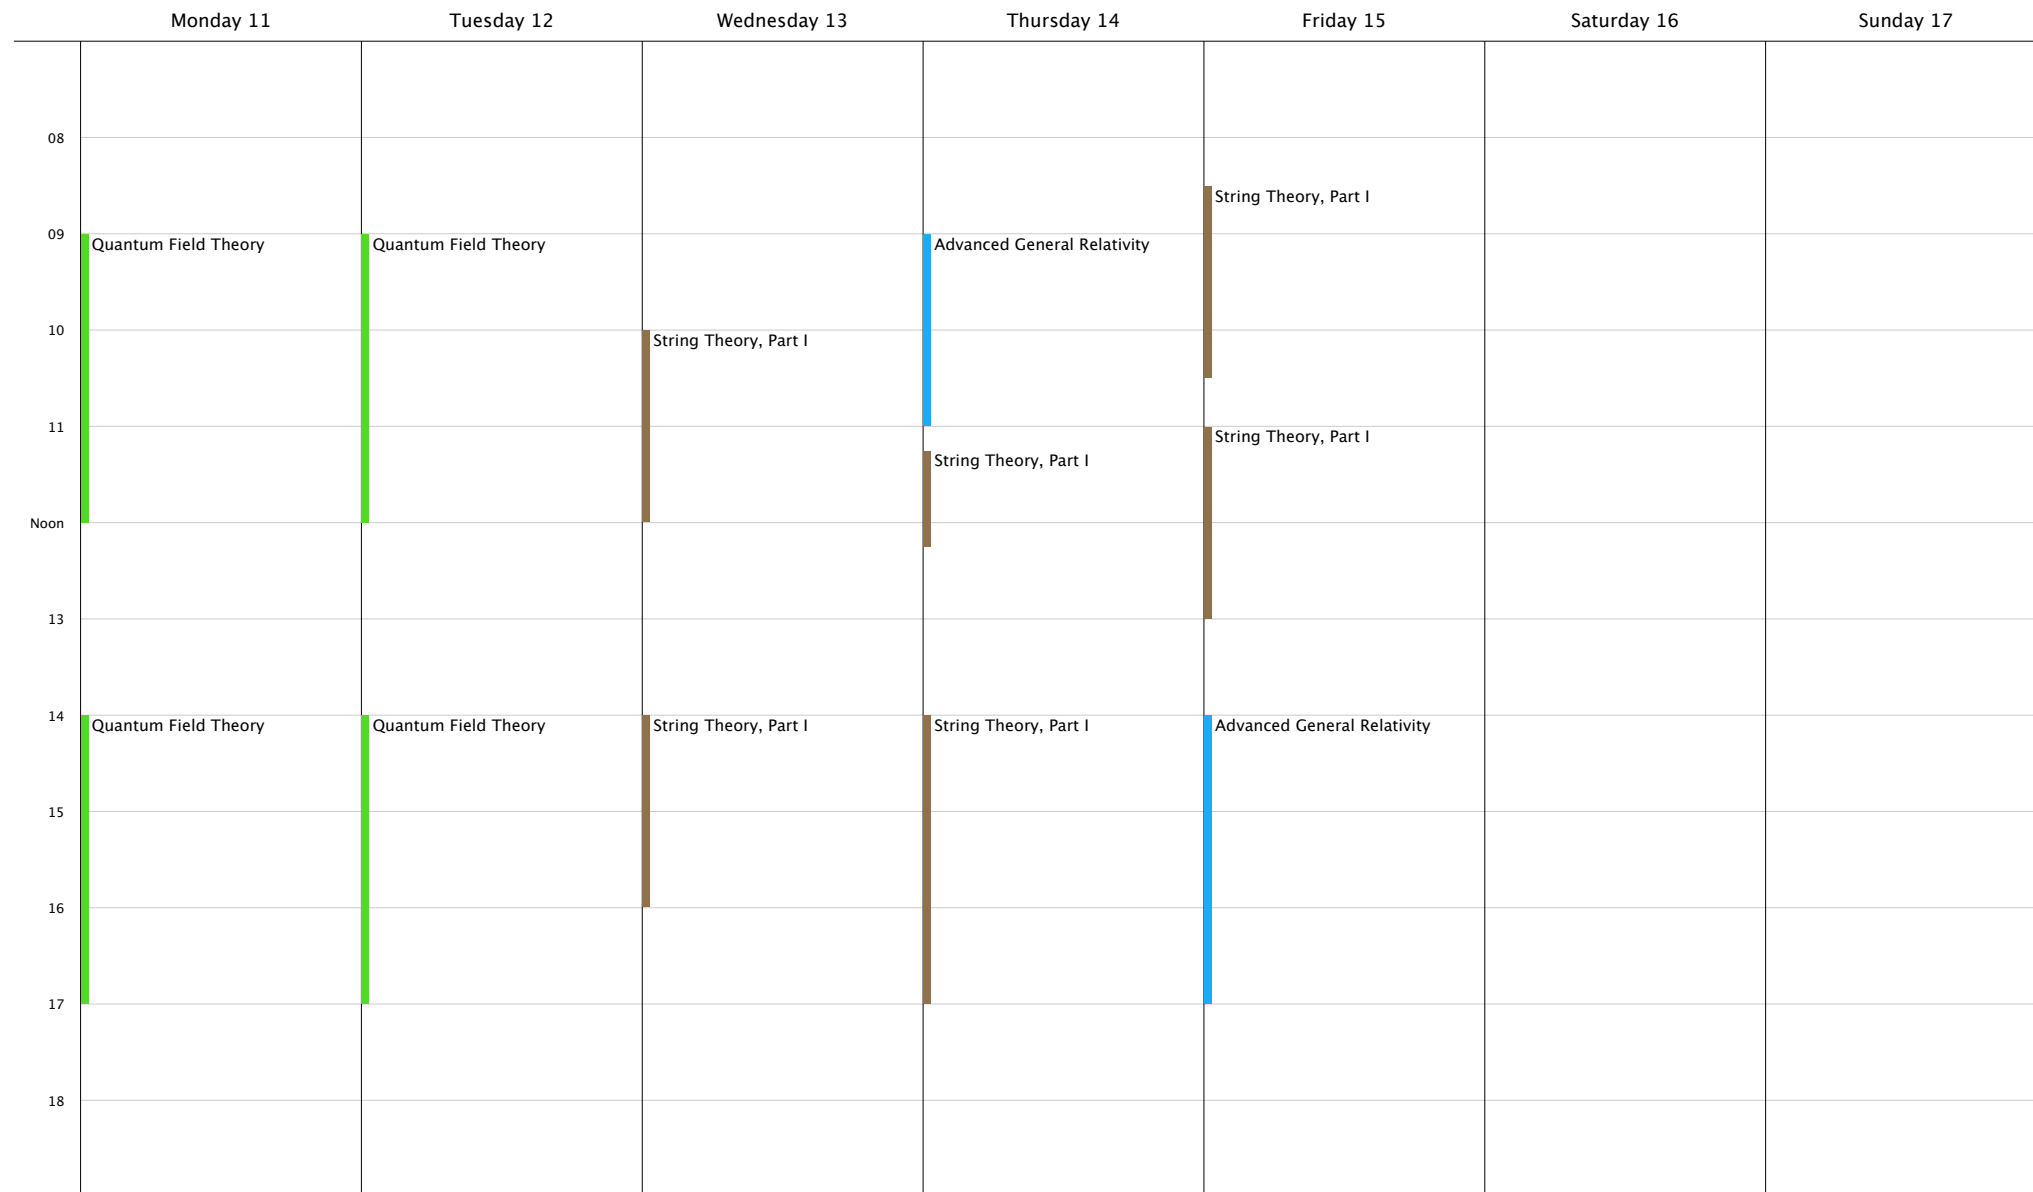 Monday 11
Tuesday 12
Wednesday 13
Thursday 14
Friday 15
Saturday 16
Sunday 17
08
String Theory, Part I
09
Quantum Field Theory
Quantum Field Theory
Advanced General Relativity
10
String Theory, Part I
11
String Theory, Part I
String Theory, Part I
Noon
13
14
Quantum Field Theory
Quantum Field Theory
String Theory, Part I
String Theory, Part I
Advanced General Relativity
15
16
17
18